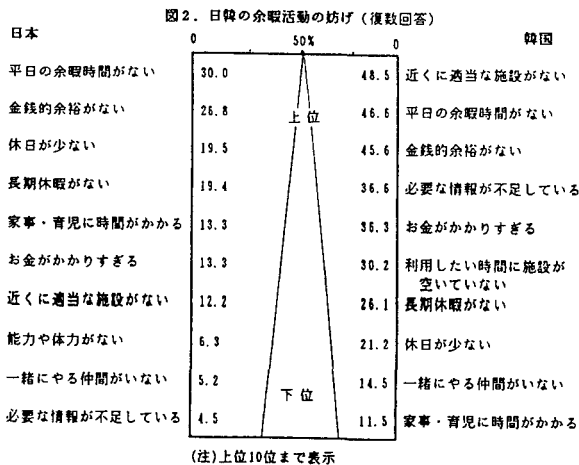 図2. 日韓の余暇活動の妨げ (復数回答)
日本
0 50% 0
韓国
平日の余暇時間がない 30.0
48.5 近くに適当な施設がない
金銭的余裕がない 26.8
上位
46.6 平日の余暇時間がない
休日が少ない 19.5
45.6 金銭的余裕がない
長期休暇がない 19.4
36.6 必要な情報が不足している
家事・育児に時間がかかる 13.3
36.3 お金がかかりすぎる
お金がかかりすぎる 13.3
30.2 利用したい時間に施設が
空いていない
近くに適当な施設がない 12.2
26.1 長期休暇がない
能力や体力がない 6.3
21.2 休日が少ない
一緒にやる仲間がいない 5.2
下位
14.5 一緒にやる仲間がいない
必要な情報が不足している 4.5
11.5 家事・育児に時間がかかる
(注)上位10位まで表示